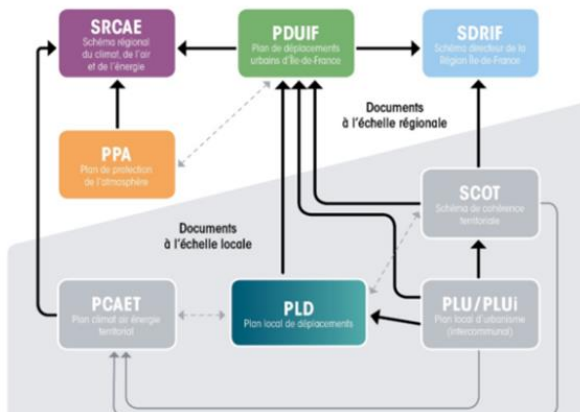 SRCAE
Schéma régional
du climat, de l'air
et de l'énergie
PDUIF
Plan de déplacements
urbains d'Île-de-France
SDRIF
Schéma directeur de la
Région Île-de-France
Documents
à l'échelle régionale
PPA
Plan de protection
de l'atmosphère
SCOT
Schéma de cohérence
territoriale
Documents
à l'échelle locale
PCAET
Plan climat air énergie
territorial
PLD
Plan local de déplacements
PLU/PLUi
Plan local d'urbanisme
(intercommunal)